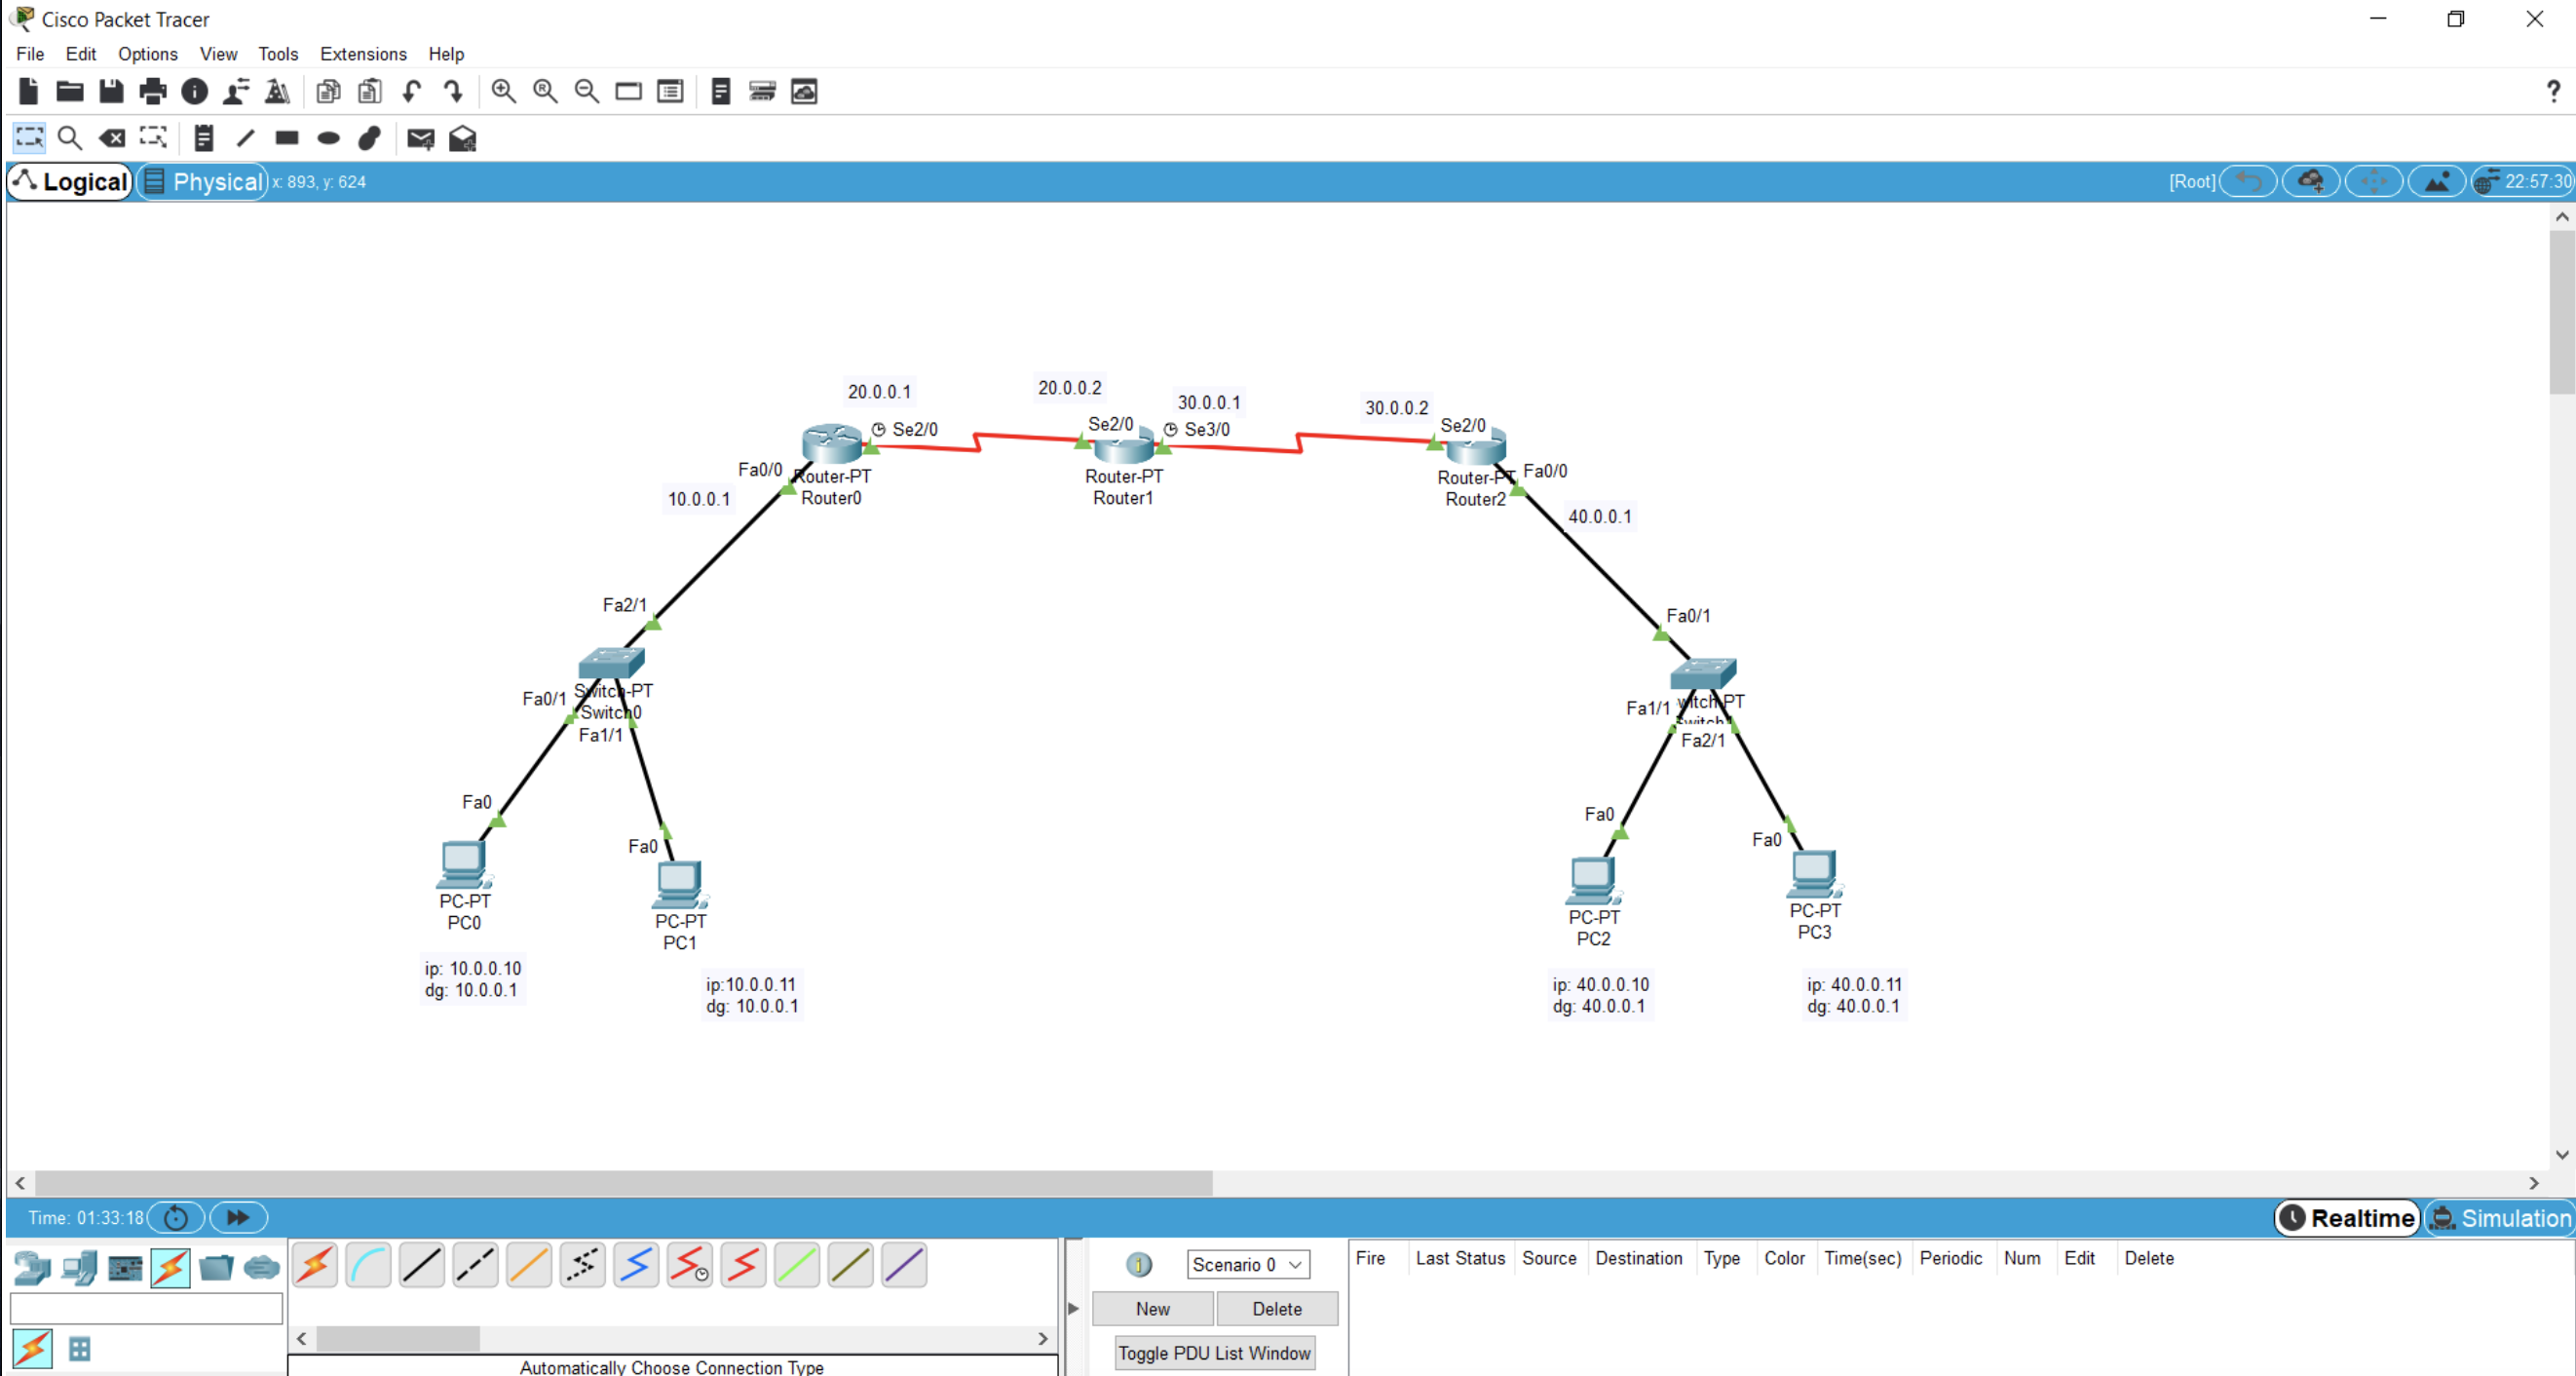 Cisco Packet Tracer
File Edit Options View Tools Extensions Help
?
Logical Physical x: 893, y: 624 [Root] 22:57:30
20.0.0.1
20.0.0.2
30.0.0.1
30.0.0.2
Se2/0
Se2/0
Se3/0
Se2/0
Fa0/0
Router-PT
Router0
Router-PT
Router1
Router-PT
Router2
Fa0/0
10.0.0.1
40.0.0.1
Fa2/1
Fa0/1
Switch-PT
Switch0
Fa0/1
Fa1/1
witch-PT
Switch1
Fa1/1
Fa2/1
Fa0
Fa0
Fa0
Fa0
PC-PT
PC0
PC-PT
PC1
PC-PT
PC2
PC-PT
PC3
ip: 10.0.0.10
dg: 10.0.0.1
ip:10.0.0.11
dg: 10.0.0.1
ip: 40.0.0.10
dg: 40.0.0.1
ip: 40.0.0.11
dg: 40.0.0.1
Time: 01:33:18 Realtime Simulation
Scenario 0
New Delete
Toggle PDU List Window
Fire Last Status Source Destination Type Color Time(sec) Periodic Num Edit Delete
Automatically Choose Connection Type